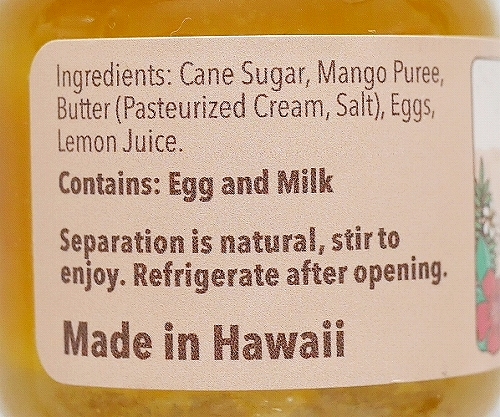 Ingredients: Cane Sugar, Mango Puree,
Butter (Pasteurized Cream, Salt), Eggs,
Lemon Juice.
Contains: Egg and Milk
Separation is natural, stir to
enjoy. Refrigerate after opening.
Made in Hawaii